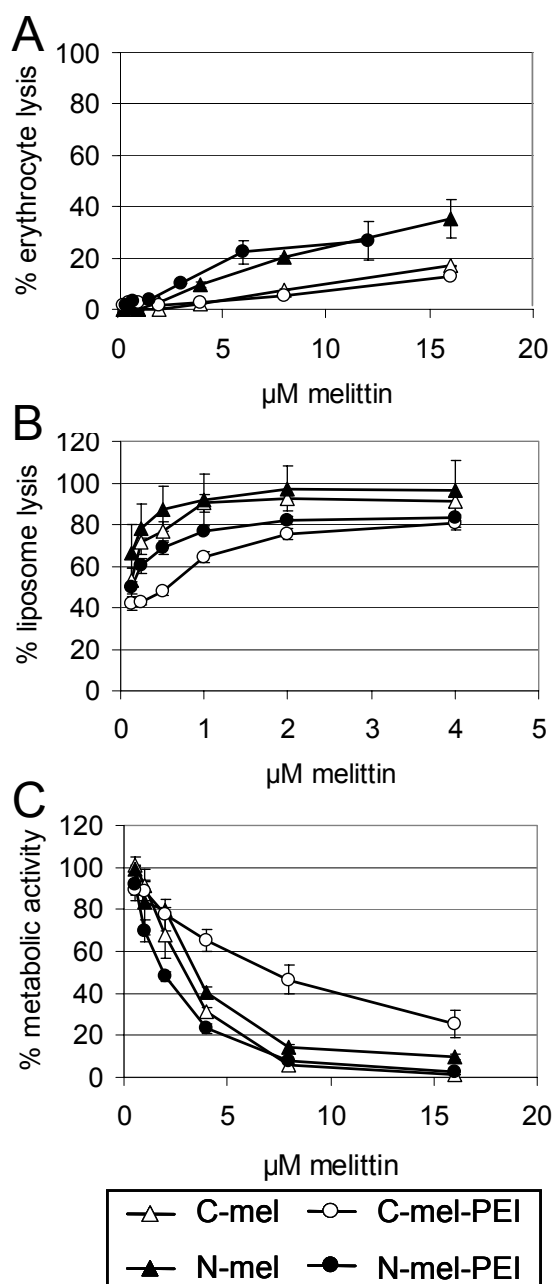 A
% erythrocyte lysis
100
80
60
40
20
0
0 5 10 15 20
µM melittin
B
% liposome lysis
120
100
80
60
40
20
0
0 1 2 3 4 5
µM melittin
C
% metabolic activity
120
100
80
60
40
20
0
0 5 10 15 20
µM melittin
C-mel C-mel-PEI
N-mel N-mel-PEI